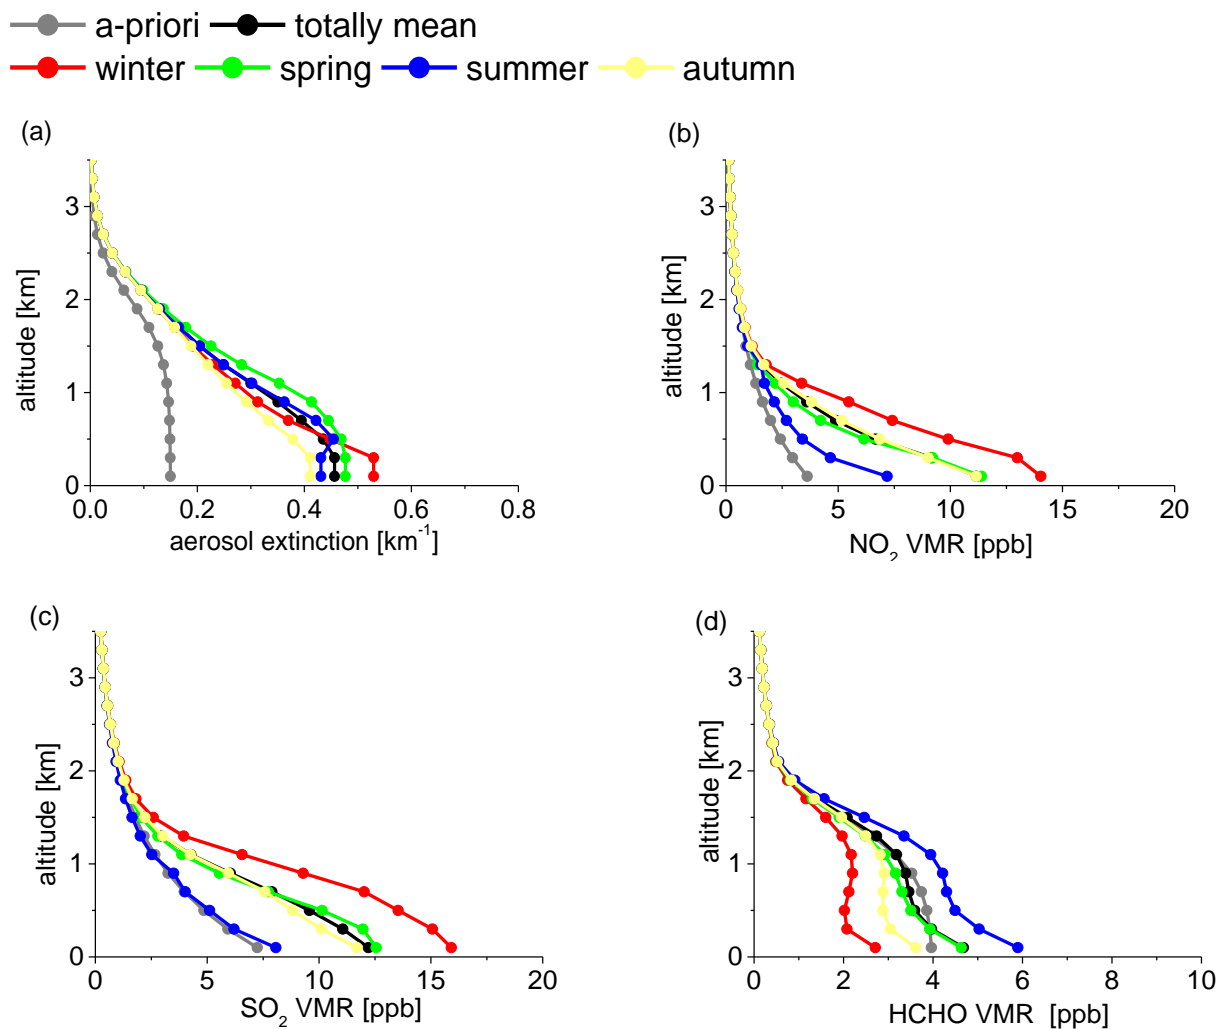 a-priori totally mean
winter spring summer autumn
(a)
3
2
1
0
altitude [km]
0.0 0.2 0.4 0.6 0.8
aerosol extinction [km⁻¹]
(b)
3
2
1
0
altitude [km]
0 5 10 15 20
NO₂ VMR [ppb]
(c)
3
2
1
0
altitude [km]
0 5 10 15 20
SO₂ VMR [ppb]
(d)
3
2
1
0
altitude [km]
0 2 4 6 8 10
HCHO VMR [ppb]